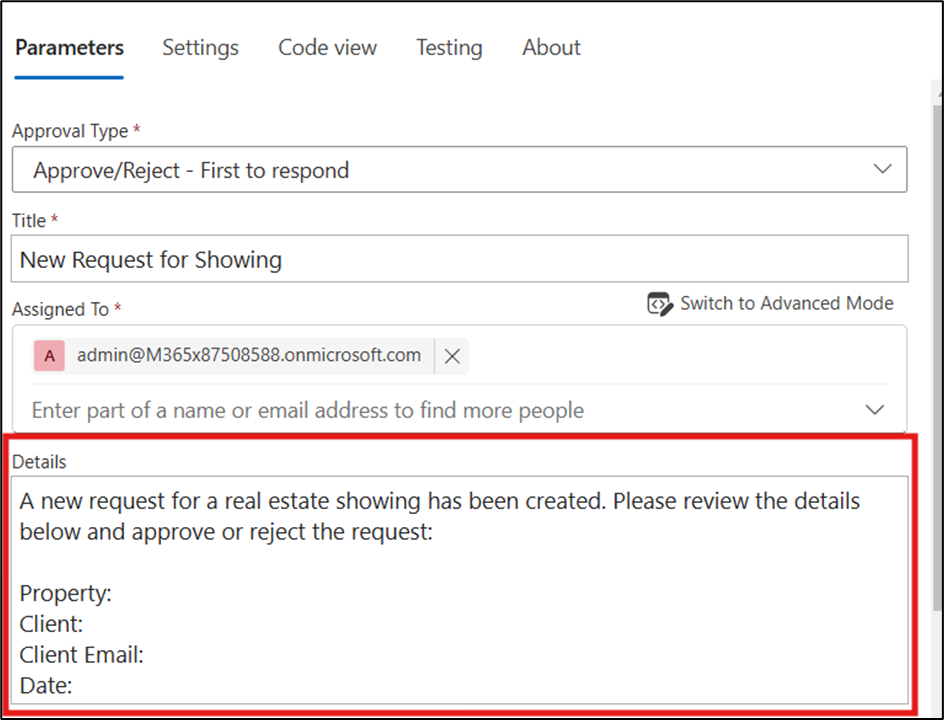 Parameters Settings Code view Testing About
Approval Type *
Approve/Reject - First to respond
Title *
New Request for Showing
Assigned To *
Switch to Advanced Mode
A admin@M365x87508588.onmicrosoft.com
Enter part of a name or email address to find more people
Details
A new request for a real estate showing has been created. Please review the details
below and approve or reject the request:
Property:
Client:
Client Email:
Date: